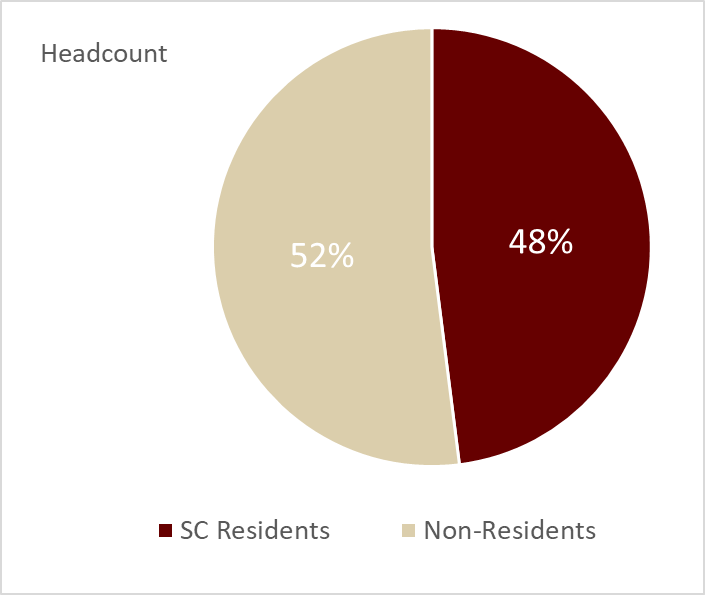 Headcount
48%
52%
SC Residents
Non-Residents